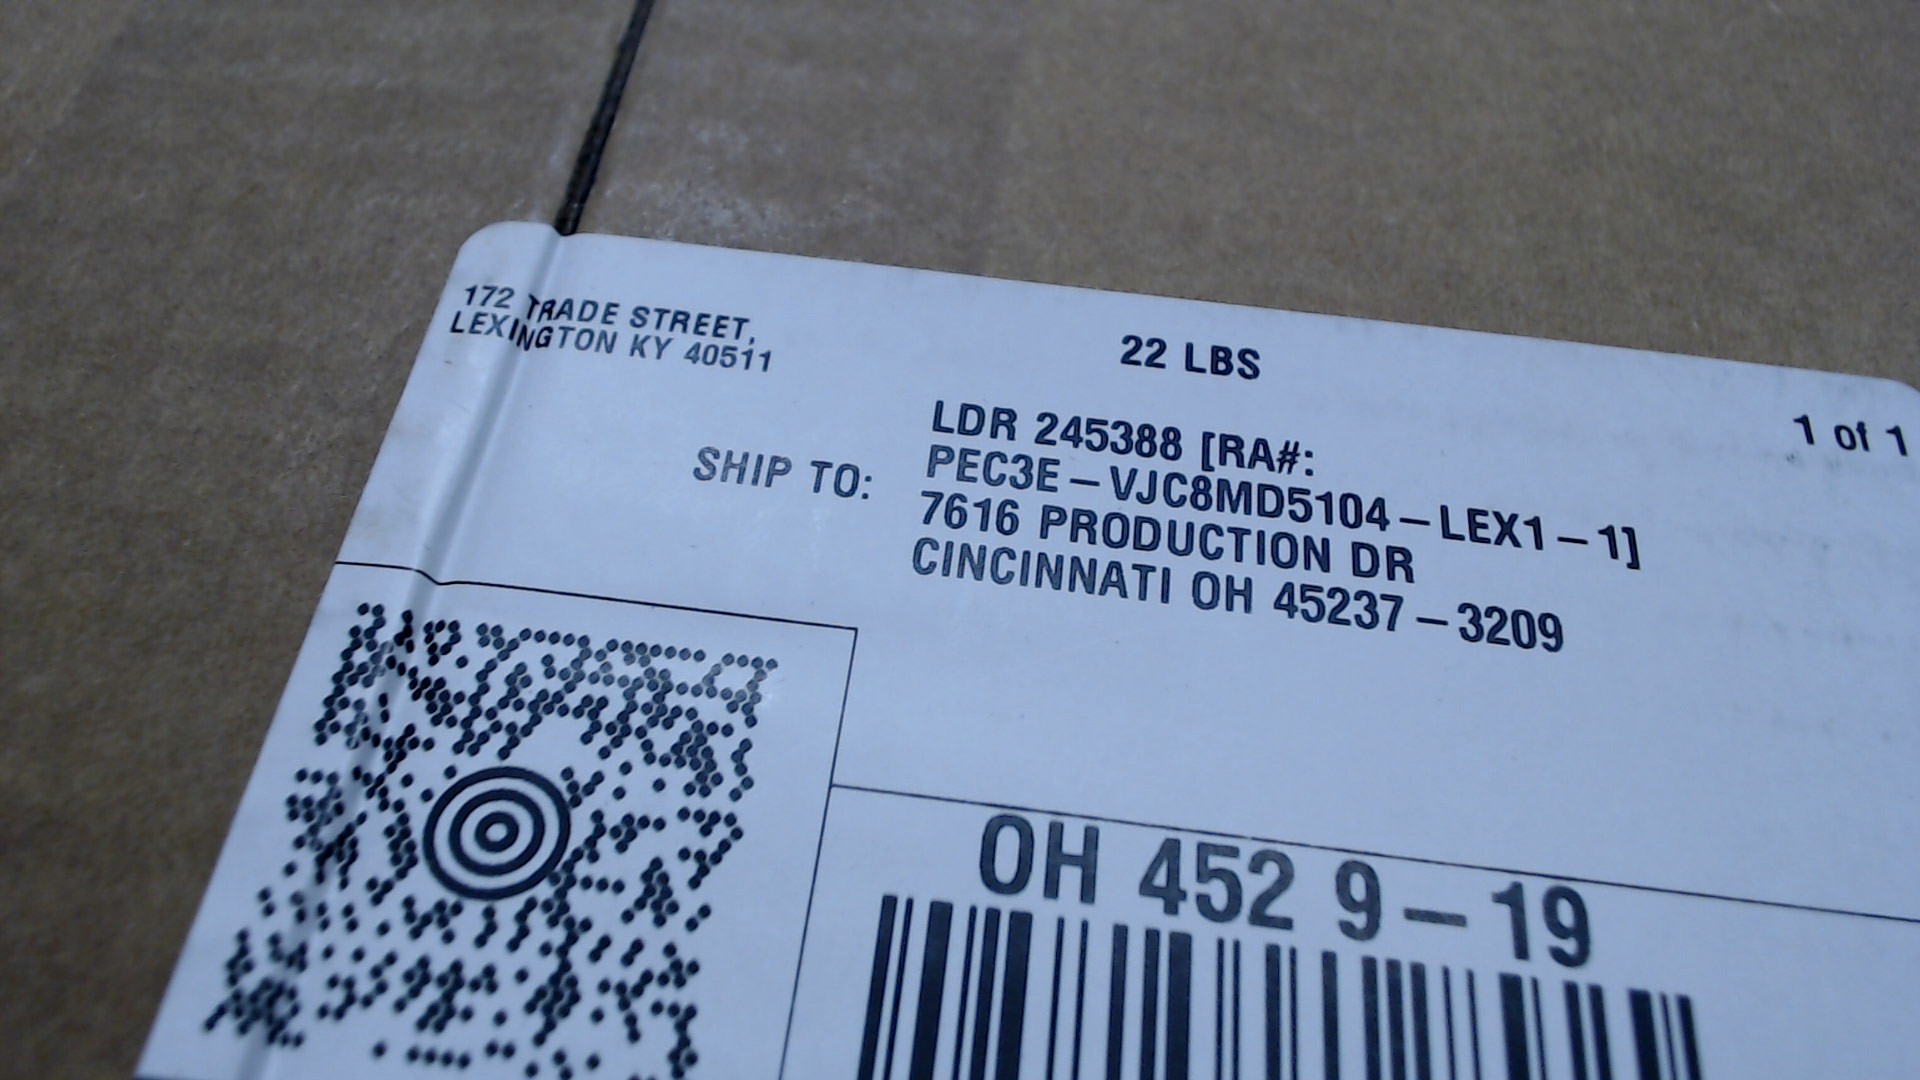 172 TRADE STREET,
LEXINGTON KY 40511
22 LBS
1 of 1
SHIP TO:
LDR 245388 [RA#:
PEC3E-VJC8MD5104-LEX1-1]
7616 PRODUCTION DR
CINCINNATI OH 45237-3209
OH 452 9-19